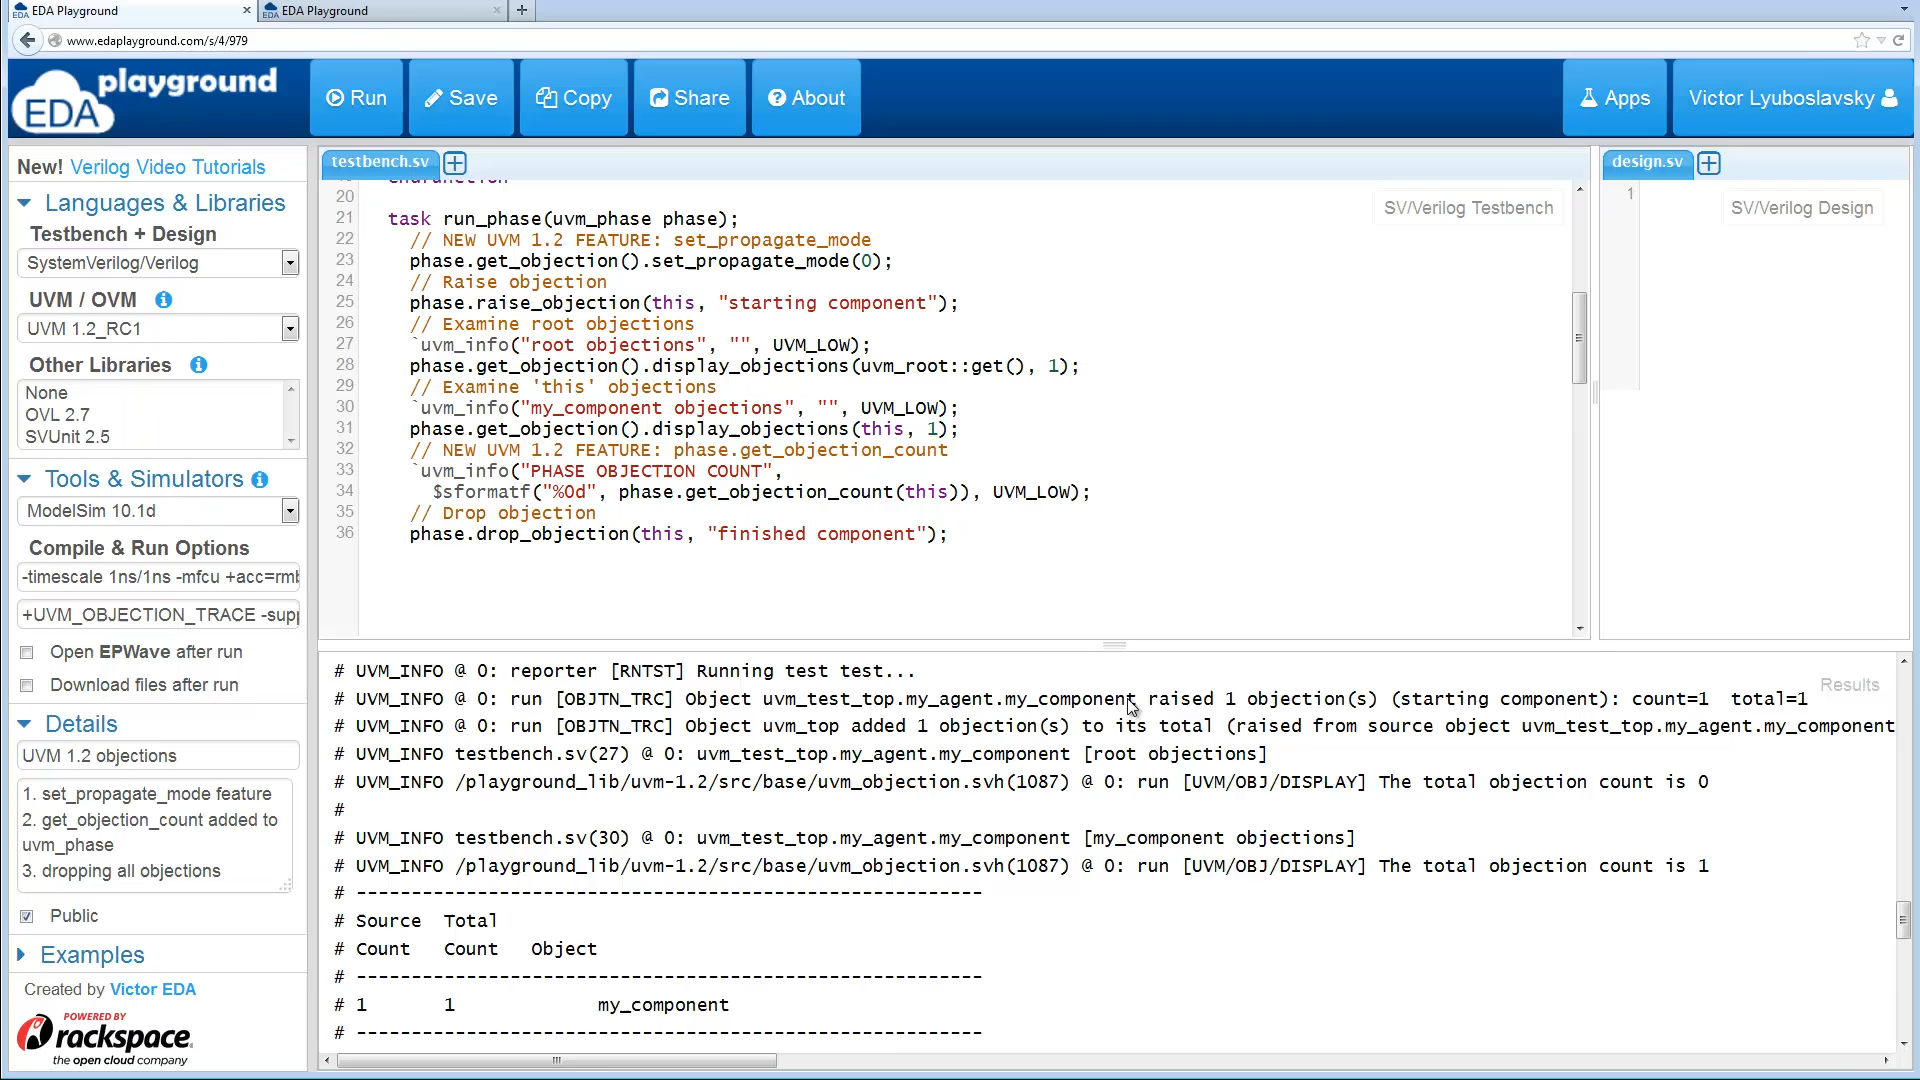 EDA Playground
EDA Playground
www.edaplayground.com/s/4/979
EDA playground
Run
Save
Copy
Share
About
Apps
Victor Lyuboslavsky
New! Verilog Video Tutorials
Languages & Libraries
Testbench + Design
SystemVerilog/Verilog
UVM / OVM
UVM 1.2_RC1
Other Libraries
None
OVL 2.7
SVUnit 2.5
Tools & Simulators
ModelSim 10.1d
Compile & Run Options
-timescale 1ns/1ns -mfcu +acc=rmb
+UVM_OBJECTION_TRACE -supp
Open EPWave after run
Download files after run
Details
UVM 1.2 objections
1. set_propagate_mode feature
2. get_objection_count added to
uvm_phase
3. dropping all objections
Public
Examples
Created by Victor EDA
POWERED BY
rackspace.
the open cloud company
testbench.sv
SV/Verilog Testbench
20
21 task run_phase(uvm_phase phase);
22 // NEW UVM 1.2 FEATURE: set_propagate_mode
23 phase.get_objection().set_propagate_mode(0);
24 // Raise objection
25 phase.raise_objection(this, "starting component");
26 // Examine root objections
27 `uvm_info("root objections", "", UVM_LOW);
28 phase.get_objection().display_objections(uvm_root::get(), 1);
29 // Examine 'this' objections
30 `uvm_info("my_component objections", "", UVM_LOW);
31 phase.get_objection().display_objections(this, 1);
32 // NEW UVM 1.2 FEATURE: phase.get_objection_count
33 `uvm_info("PHASE OBJECTION COUNT",
34 $sformatf("%0d", phase.get_objection_count(this)), UVM_LOW);
35 // Drop objection
36 phase.drop_objection(this, "finished component");
design.sv
1
SV/Verilog Design
Results
# UVM_INFO @ 0: reporter [RNTST] Running test test...
# UVM_INFO @ 0: run [OBJTN_TRC] Object uvm_test_top.my_agent.my_component raised 1 objection(s) (starting component): count=1 total=1
# UVM_INFO @ 0: run [OBJTN_TRC] Object uvm_top added 1 objection(s) to its total (raised from source object uvm_test_top.my_agent.my_component
# UVM_INFO testbench.sv(27) @ 0: uvm_test_top.my_agent.my_component [root objections]
# UVM_INFO /playground_lib/uvm-1.2/src/base/uvm_objection.svh(1087) @ 0: run [UVM/OBJ/DISPLAY] The total objection count is 0
#
# UVM_INFO testbench.sv(30) @ 0: uvm_test_top.my_agent.my_component [my_component objections]
# UVM_INFO /playground_lib/uvm-1.2/src/base/uvm_objection.svh(1087) @ 0: run [UVM/OBJ/DISPLAY] The total objection count is 1
# ---------------------------------------------------------
# Source Total
# Count Count Object
# ---------------------------------------------------------
# 1 1 my_component
# ---------------------------------------------------------